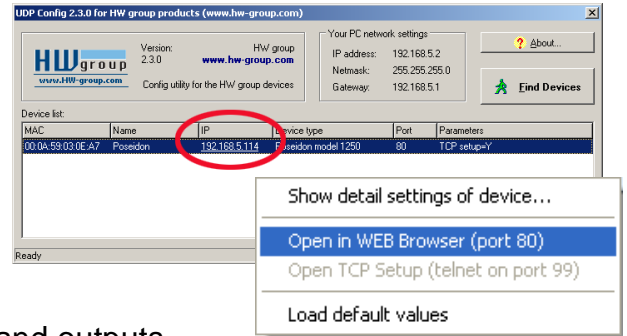 UDP Config 2.3.0 for HW group products (www.hw-group.com)
HWgroup
www.HW-group.com
Version: HW group
2.3.0 www.hw-group.com
Config utility for the HW group devices
Your PC network settings
IP address: 192.168.5.2
Netmask: 255.255.255.0
Gateway: 192.168.5.1
? About...
Find Devices
Device list:
MAC Name IP Device type Port Parameters
00:0A:59:03:0E:A7 Poseidon 192.168.5.114 Poseidon model 1250 80 TCP setup=Y
Show detail settings of device...
Open in WEB Browser (port 80)
Open TCP Setup (telnet on port 99)
Load default values
Ready
and outputs